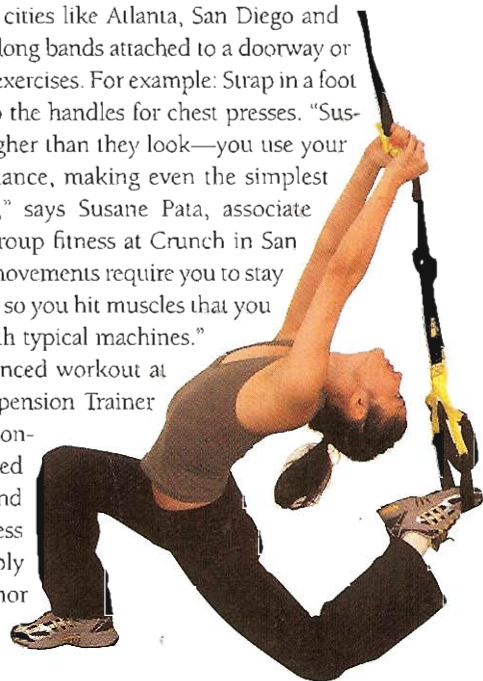 cities like Atlanta, San Diego and
long bands attached to a doorway or
exercises. For example: Strap in a foot
the handles for chest presses. “Sus-
gher than they look—you use your
lance, making even the simplest
,” says Susane Pata, associate
roup fitness at Crunch in San
movements require you to stay
so you hit muscles that you
th typical machines.”
nced workout at
pension Trainer
on-
ed
nd
ess
ply
nor